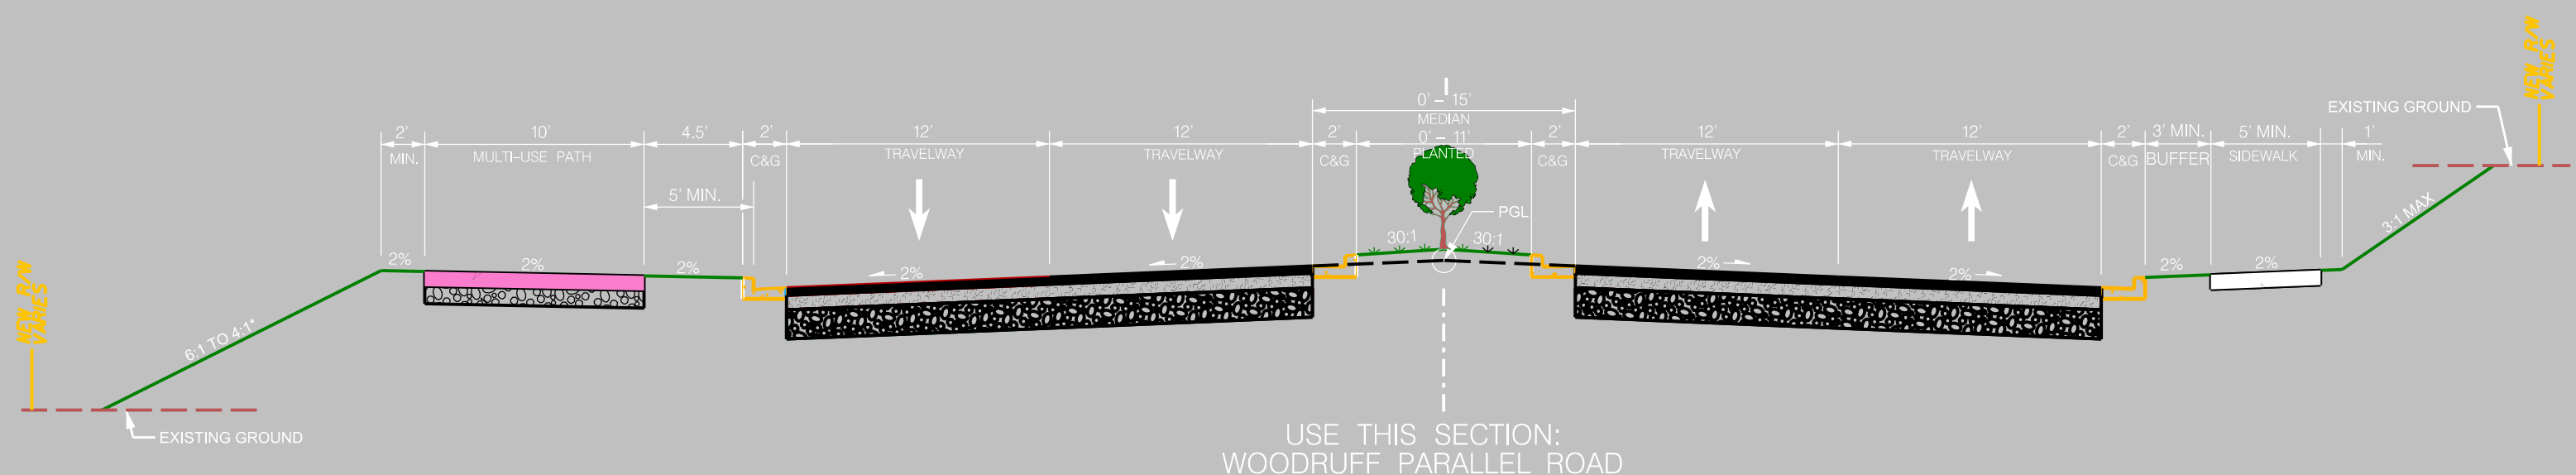 NEW R/W
VARIES
0' - 15'
MEDIAN
EXISTING GROUND
2'
10'
4.5'
2'
12'
12'
2'
0' - 11'
2'
12'
12'
2'
3' MIN.
5' MIN.
1'
MIN.
MULTI-USE PATH
C&G
TRAVELWAY
TRAVELWAY
C&G
PLANTED
C&G
TRAVELWAY
TRAVELWAY
C&G
BUFFER
SIDEWALK
MIN.
5' MIN.
PGL
3:1 MAX
30:1
30:1
2%
2%
2%
2%
2%
2%
2%
2%
2%
NEW R/W
VARIES
6:1 TO 4:1*
EXISTING GROUND
USE THIS SECTION:
WOODRUFF PARALLEL ROAD